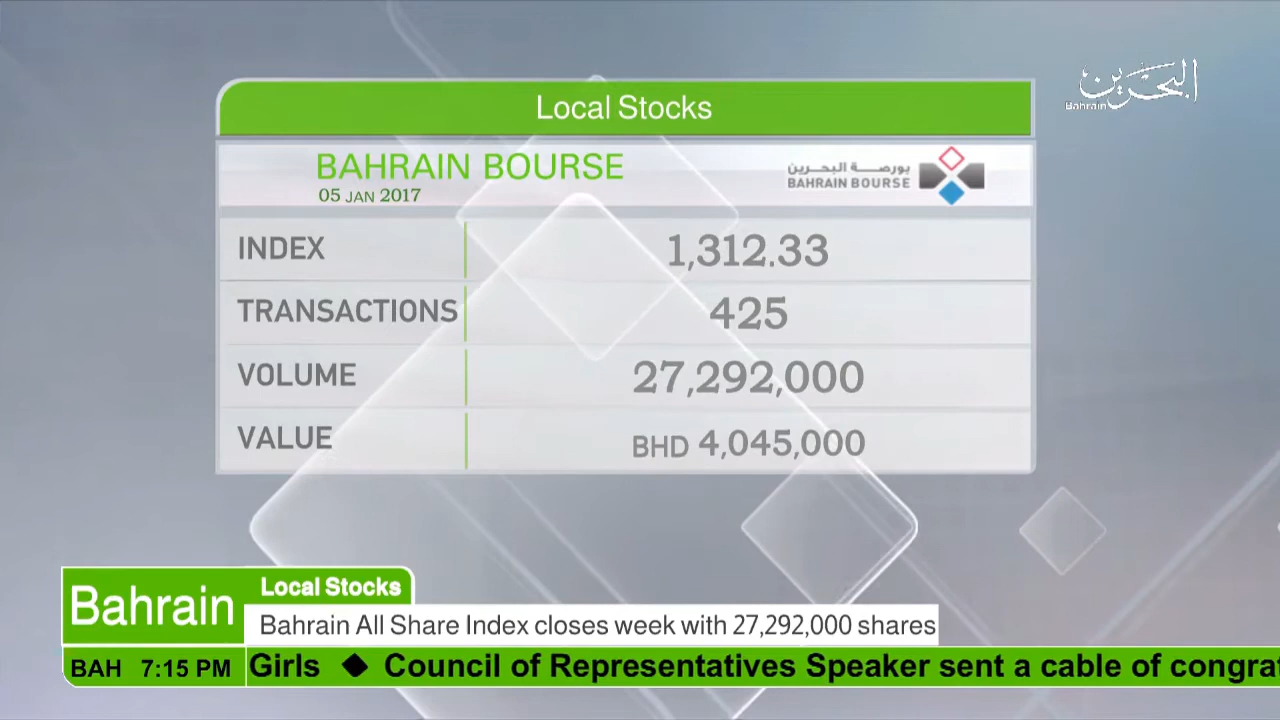 Local Stocks
البحرين
Bahrain
BAHRAIN BOURSE
05 JAN 2017
بورصة البحرين
BAHRAIN BOURSE
INDEX 1,312.33
TRANSACTIONS 425
VOLUME 27,292,000
VALUE BHD 4,045,000
Bahrain
Local Stocks
Bahrain All Share Index closes week with 27,292,000 shares
BAH 7:15 PM Girls ◆ Council of Representatives Speaker sent a cable of congrat